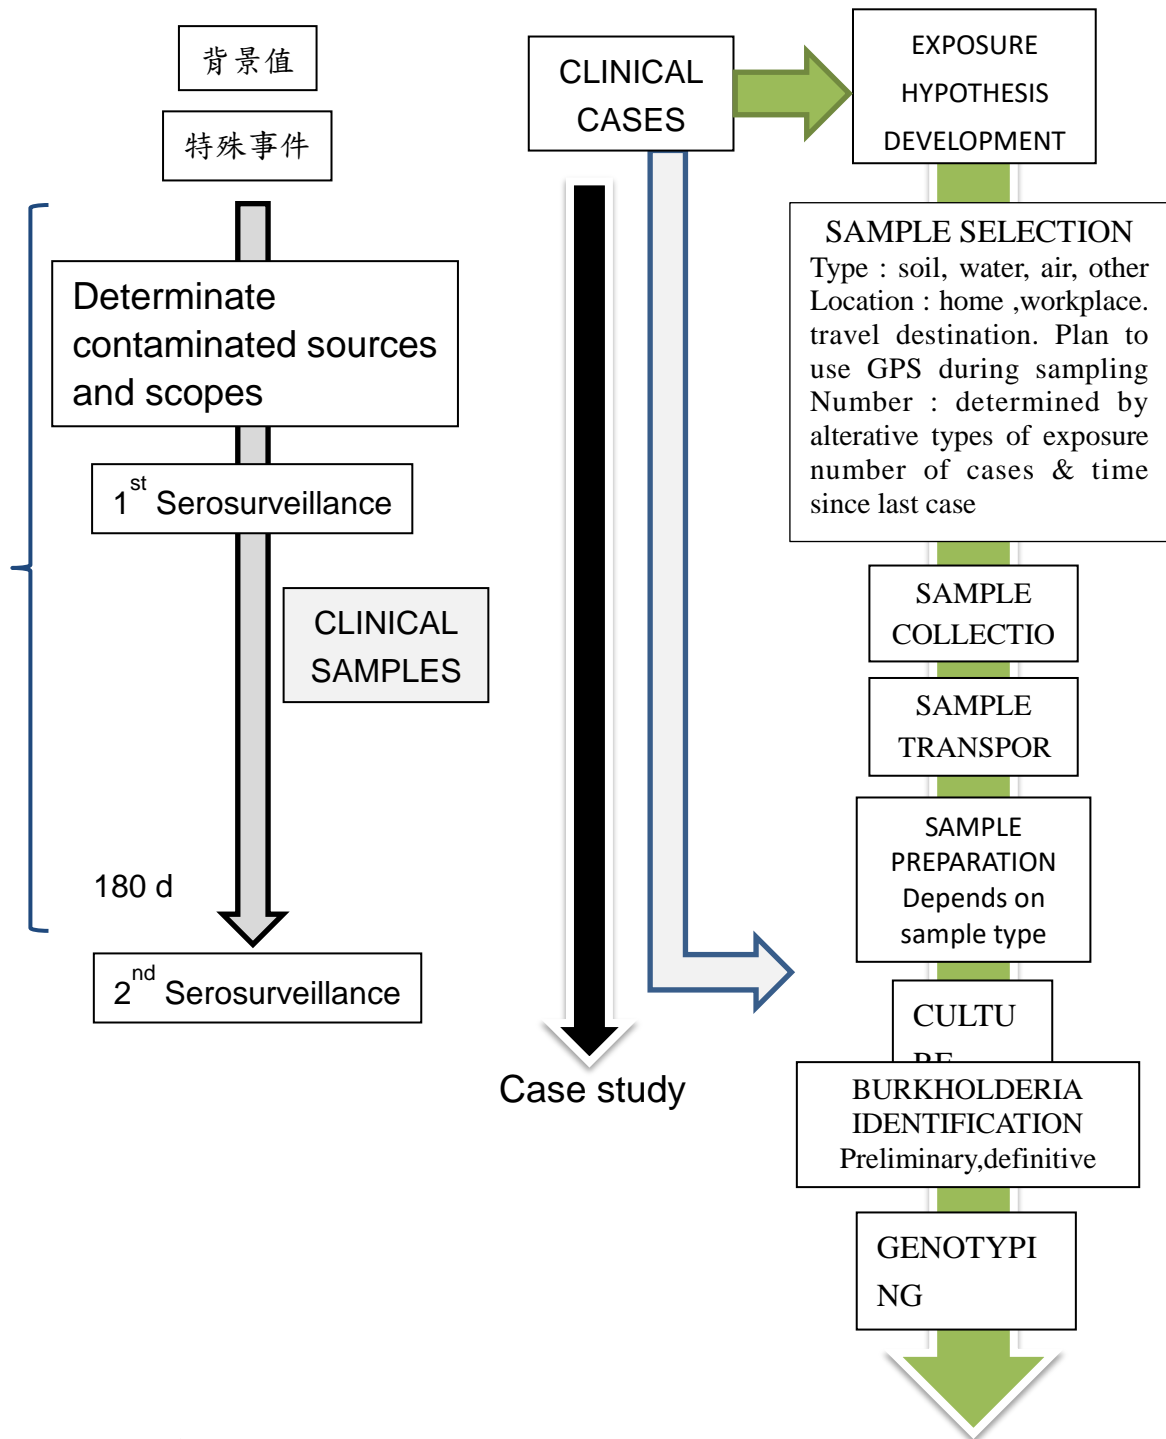 背景值
特殊事件
Determinate
contaminated sources
and scopes
1st Serosurveillance
CLINICAL
SAMPLES
180 d
2nd Serosurveillance
CLINICAL
CASES
Case study
EXPOSURE
HYPOTHESIS
DEVELOPMENT
SAMPLE SELECTION
Type : soil, water, air, other
Location : home ,workplace.
travel destination. Plan to
use GPS during sampling
Number : determined by
alterative types of exposure
number of cases & time
since last case
SAMPLE
COLLECTIO
SAMPLE
TRANSPOR
SAMPLE
PREPARATION
Depends on
sample type
CULTU
RE
BURKHOLDERIA
IDENTIFICATION
Preliminary,definitive
GENOTYPI
NG